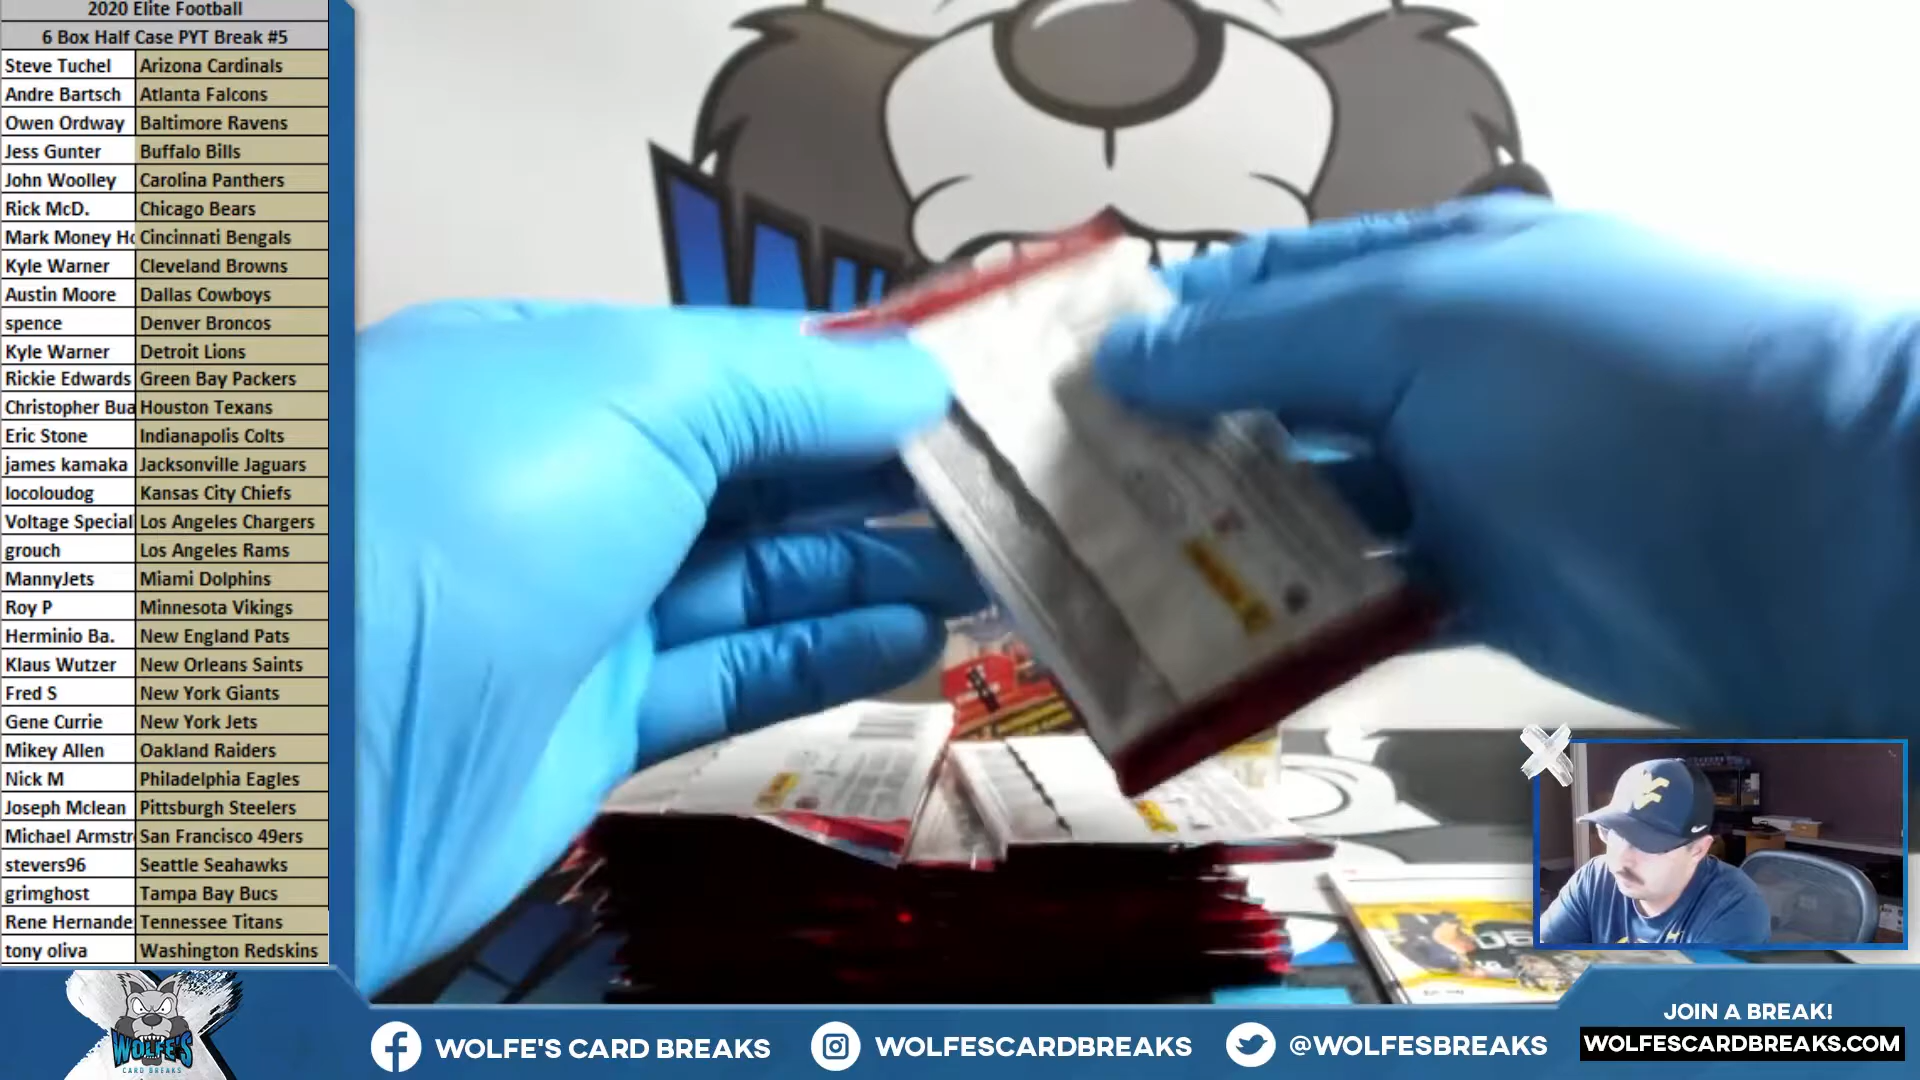 2020 Elite Football
6 Box Half Case PYT Break #5
Steve Tuchel Arizona Cardinals
Andre Bartsch Atlanta Falcons
Owen Ordway Baltimore Ravens
Jess Gunter Buffalo Bills
John Woolley Carolina Panthers
Rick McD. Chicago Bears
Mark Money Ho Cincinnati Bengals
Kyle Warner Cleveland Browns
Austin Moore Dallas Cowboys
spence Denver Broncos
Kyle Warner Detroit Lions
Rickie Edwards Green Bay Packers
Christopher Bua Houston Texans
Eric Stone Indianapolis Colts
james kamaka Jacksonville Jaguars
locoloudog Kansas City Chiefs
Voltage Special Los Angeles Chargers
grouch Los Angeles Rams
MannyJets Miami Dolphins
Roy P Minnesota Vikings
Herminio Ba. New England Pats
Klaus Wutzer New Orleans Saints
Fred S New York Giants
Gene Currie New York Jets
Mikey Allen Oakland Raiders
Nick M Philadelphia Eagles
Joseph Mclean Pittsburgh Steelers
Michael Armstr San Francisco 49ers
stevers96 Seattle Seahawks
grimghost Tampa Bay Bucs
Rene Hernande Tennessee Titans
tony oliva Washington Redskins
WOLFE'S
CARD BREAKS
WOLFE'S CARD BREAKS
WOLFESCARDBREAKS
@WOLFESBREAKS
JOIN A BREAK!
WOLFESCARDBREAKS.COM